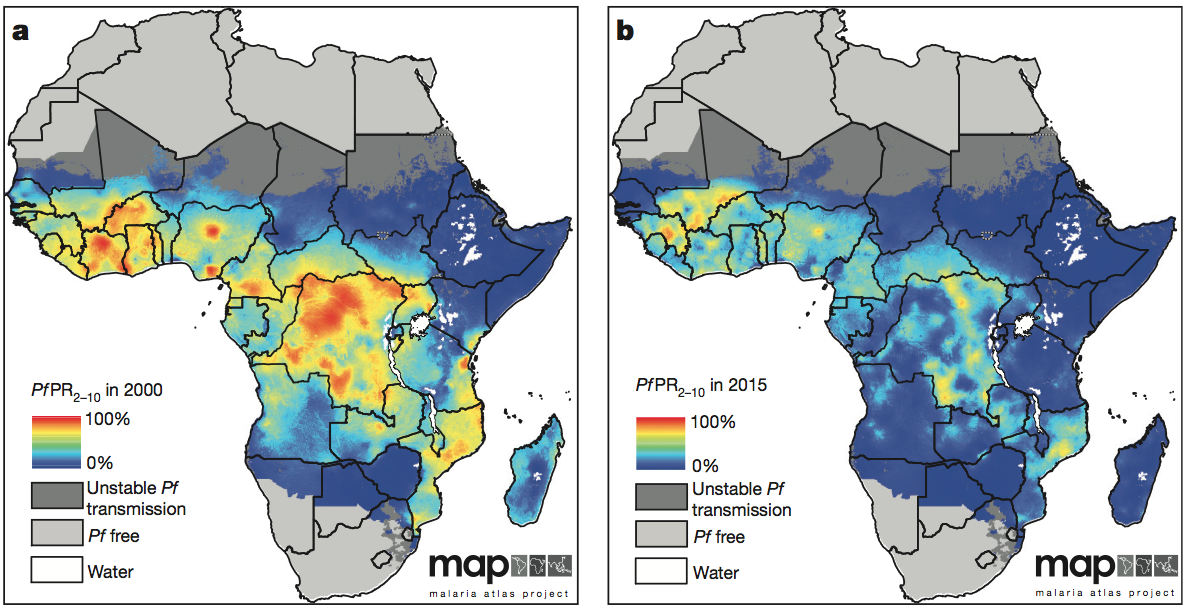 a
PfPR2–10 in 2000
100%
0%
Unstable Pf
transmission
Pf free
Water
map
malaria atlas project
b
PfPR2–10 in 2015
100%
0%
Unstable Pf
transmission
Pf free
Water
map
malaria atlas project